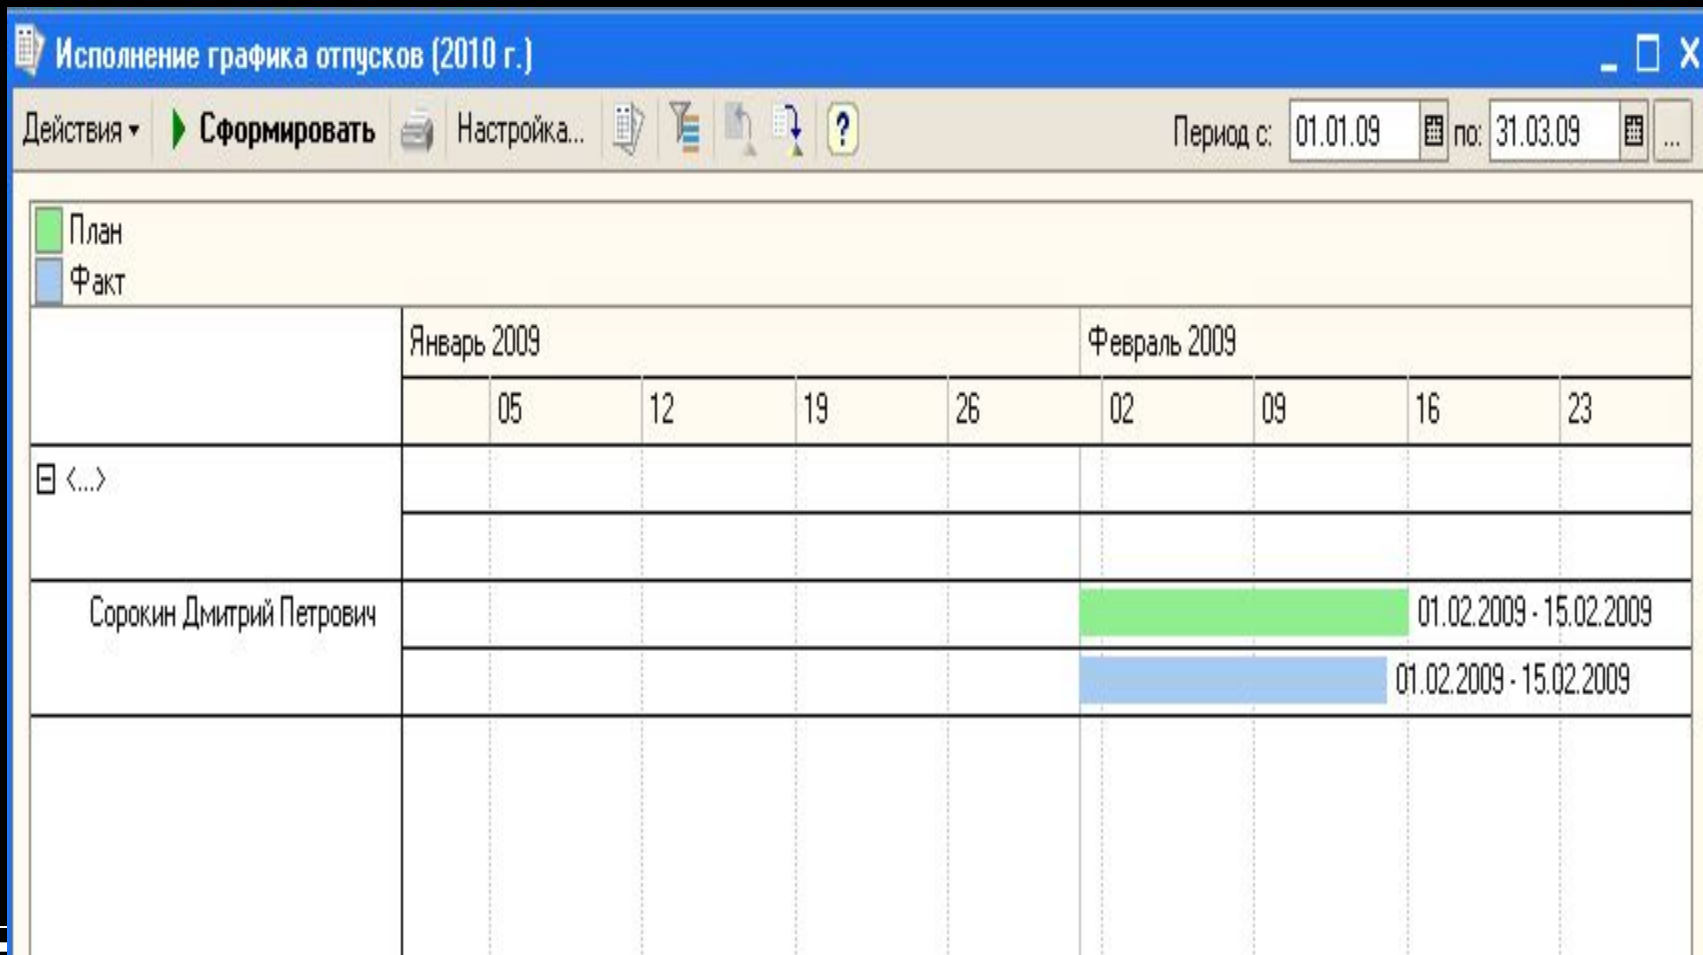 Исполнение графика отпусков (2010 г.)
Действия Сформировать Настройка... ? Период с: 01.01.09 по: 31.03.09 ...
План
Факт
Январь 2009 Февраль 2009
05 12 19 26 02 09 16 23
<...>
Сорокин Дмитрий Петрович 01.02.2009 - 15.02.2009
01.02.2009 - 15.02.2009